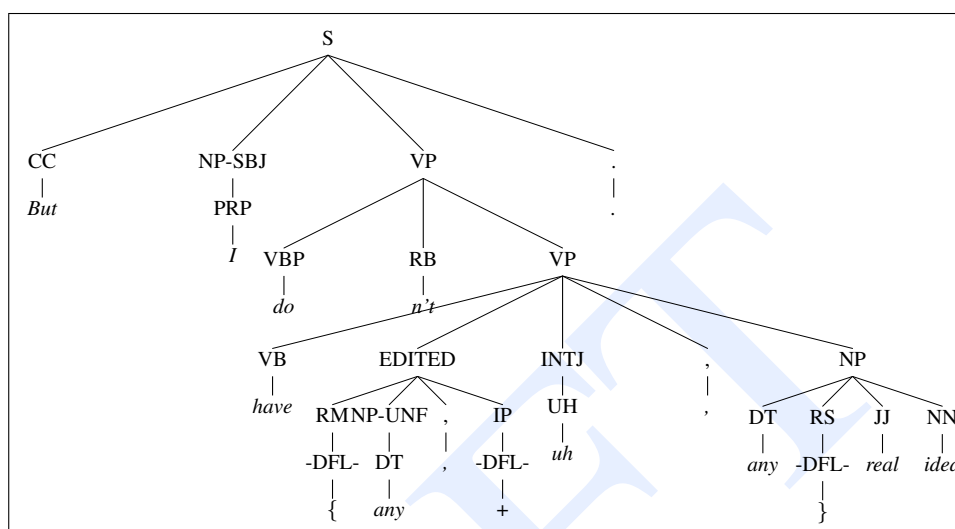 S
CC NP-SBJ VP .
But PRP .
I VBP RB VP
do n't
VB EDITED INTJ , NP
have RM NP-UNF , IP UH , DT RS JJ NN
-DFL- DT , -DFL- uh any -DFL- real idea
{ any + }